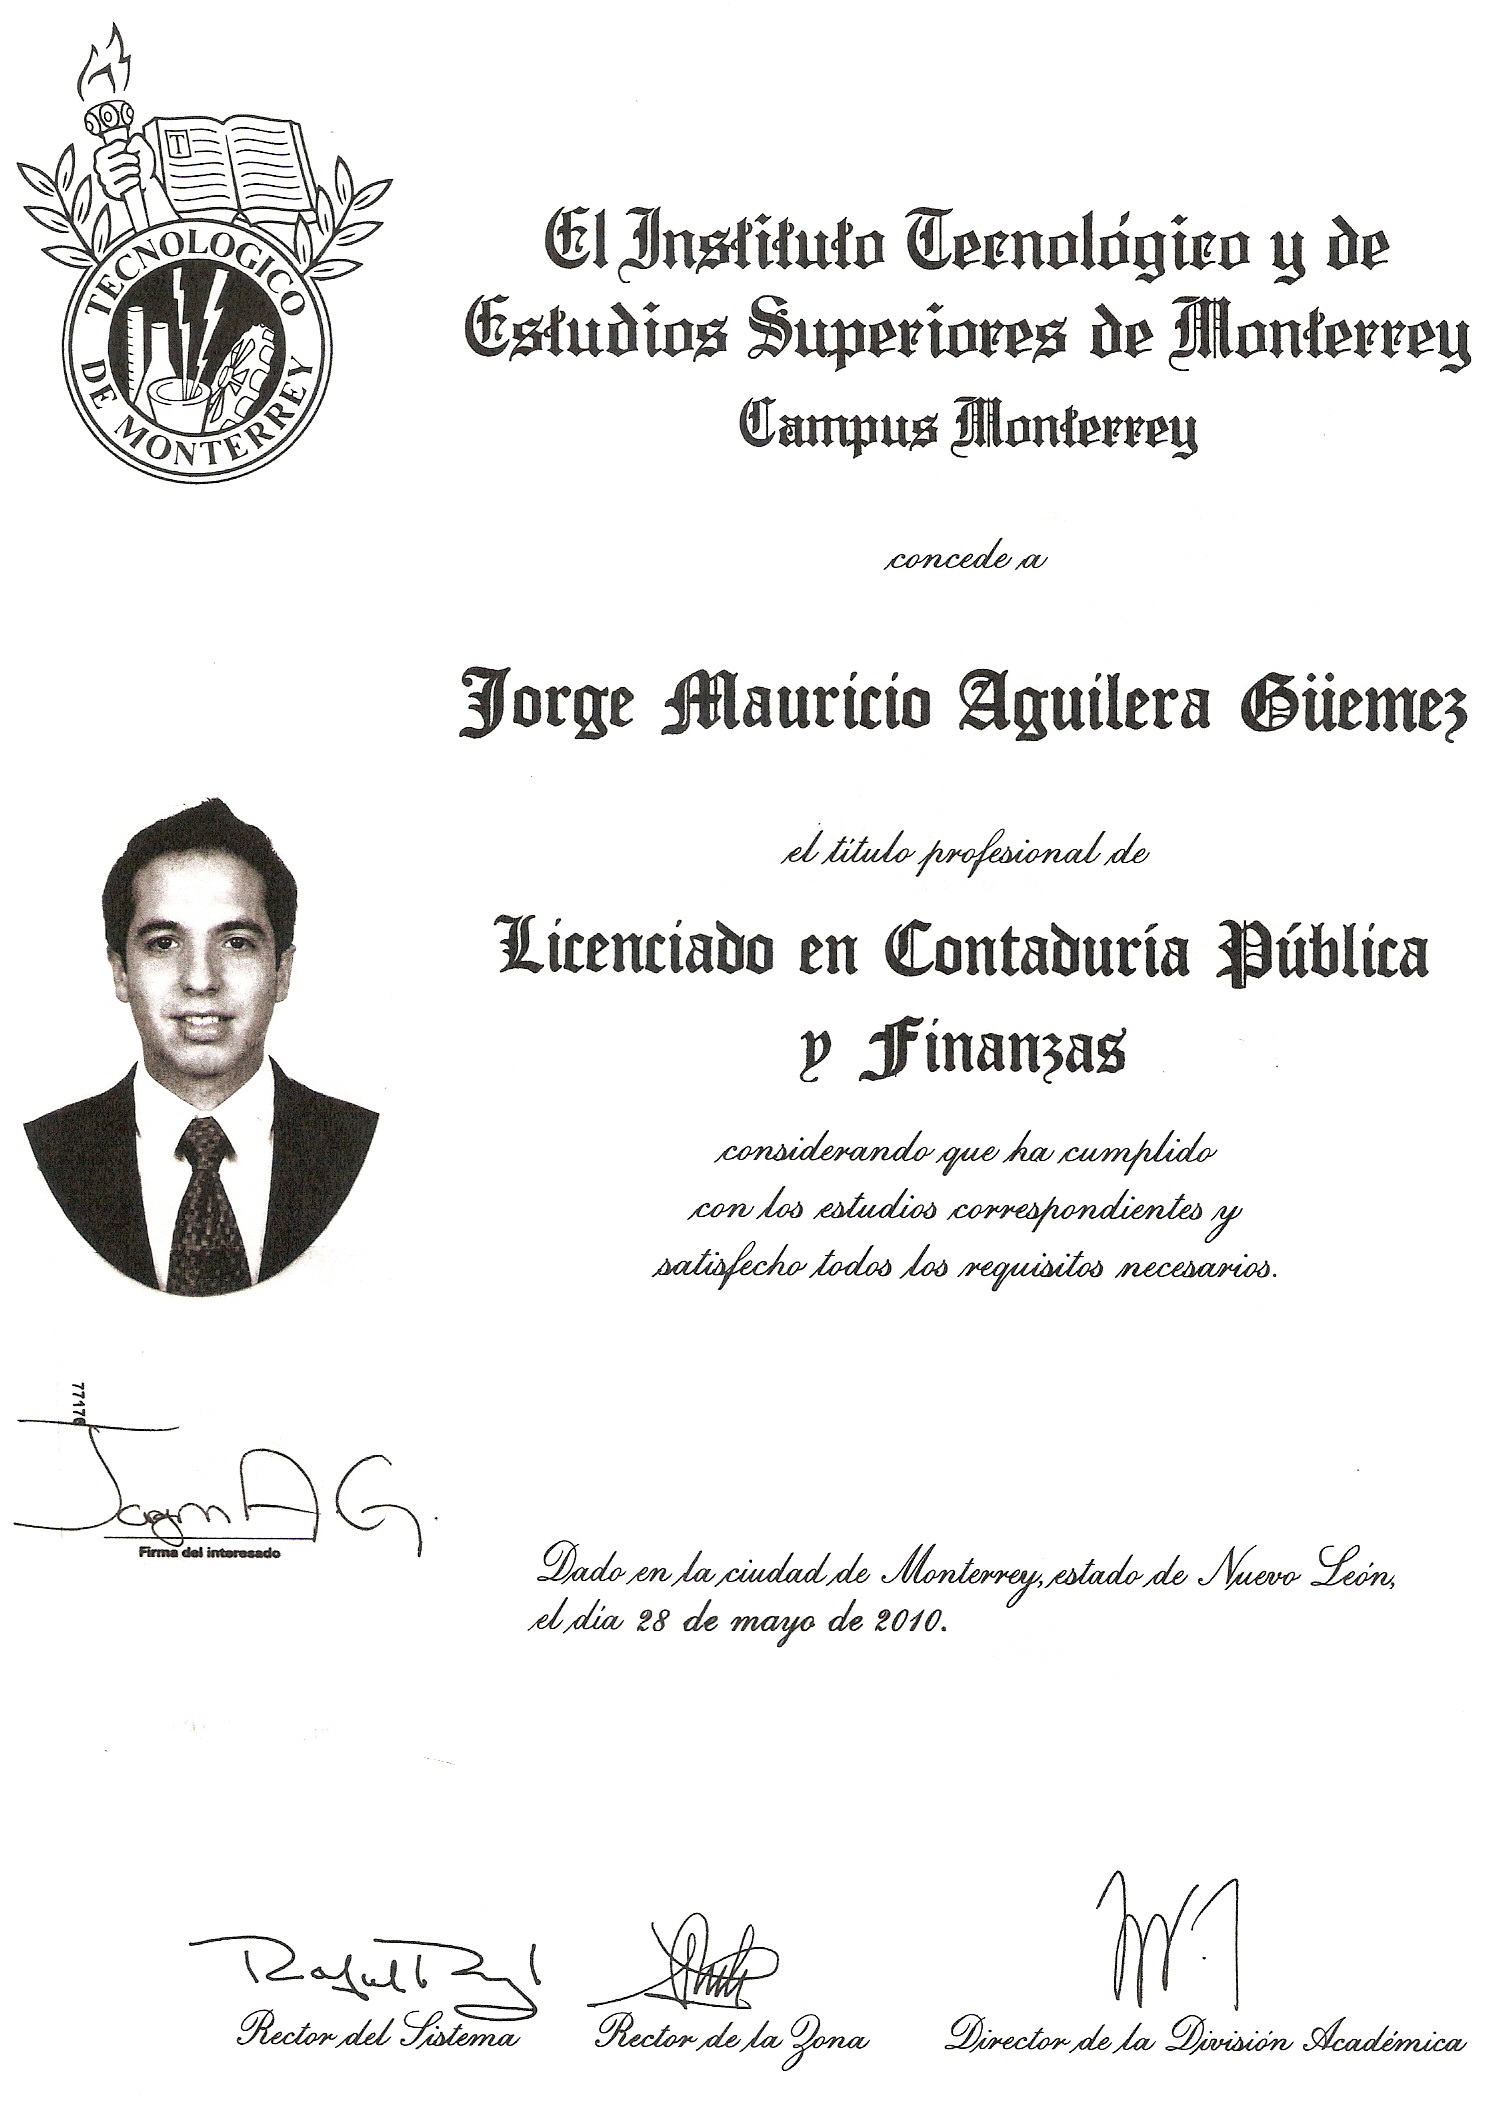 T
TECNOLOGICO
DE MONTERREY
El Instituto Tecnológico y de
Estudios Superiores de Monterrey
Campus Monterrey
concede a
Jorge Mauricio Aguilera Güemez
el título profesional de
Licenciado en Contaduría Pública
y Finanzas
considerando que ha cumplido
con los estudios correspondientes y
satisfecho todos los requisitos necesarios.
Firma del interesado
Dado en la ciudad de Monterrey, estado de Nuevo León,
el día 28 de mayo de 2010.
Rector del Sistema
Rector de la Zona
Director de la División Académica